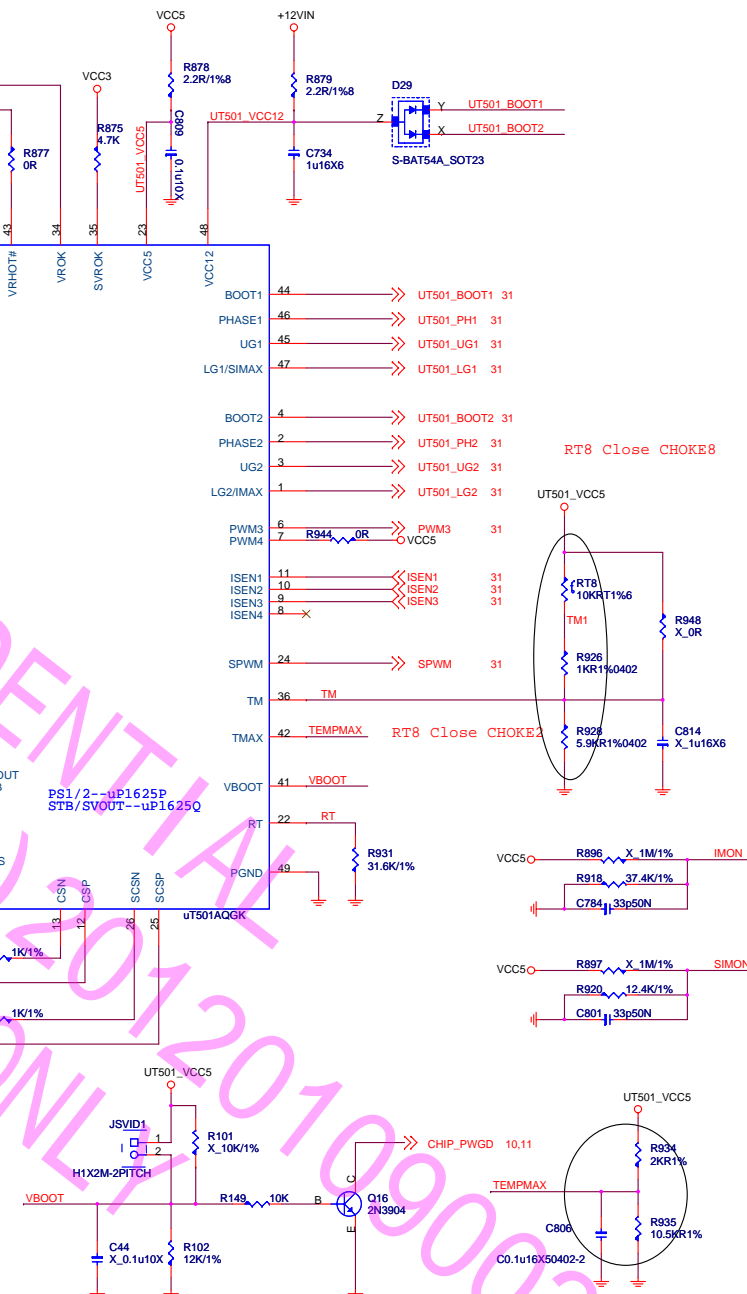 VCC5
+12VIN
R878
2.2R/1%8
R879
2.2R/1%8
D29
VCC3
UT501_VCC12
Z
Y
UT501_BOOT1
X
UT501_BOOT2
S-BAT54A_SOT23
R875
4.7K
R877
0R
UT501_VCC5
C809
0.1u10X
C734
1u16X6
43
34
35
23
48
VRHOT#
VROK
SVROK
VCC5
VCC12
BOOT1 44 UT501_BOOT1 31
PHASE1 46 UT501_PH1 31
UG1 45 UT501_UG1 31
LG1/SIMAX 47 UT501_LG1 31
BOOT2 4 UT501_BOOT2 31
PHASE2 2 UT501_PH2 31
UG2 3 UT501_UG2 31
LG2/IMAX 1 UT501_LG2 31
PWM3 6 PWM3 31
PWM4 7 R944 0R VCC5
ISEN1 11 ISEN1 31
ISEN2 10 ISEN2 31
ISEN3 9 ISEN3 31
ISEN4 8
SPWM 24 SPWM 31
TM 36 TM
TMAX 42 TEMPMAX
VBOOT 41 VBOOT
RT 22 RT
PGND 49
R931
31.6K/1%
RT8 Close CHOKE8
UT501_VCC5
RT8
10KRT1%6
TM1
R948
X_0R
R926
1KR1%0402
RT8 Close CHOKE2
R928
5.9KR1%0402
C814
X_1u16X6
OUT
PS1/2--uP1625P
STB/SVOUT--uP1625Q
S
CSN
CSP
SCSN
SCSP
13
12
26
25
uT501AQGK
1K/1%
1K/1%
VCC5
R896 X_1M/1% IMON
R918 37.4K/1%
C784 33p50N
VCC5
R897 X_1M/1% SIMON
R920 12.4K/1%
C801 33p50N
UT501_VCC5
JSVID1
1
2
H1X2M-2PITCH
R101
X_10K/1%
CHIP_PWGD 10,11
VBOOT
R149 10K
B
C
E
Q16
2N3904
C44
X_0.1u10X
R102
12K/1%
UT501_VCC5
R934
2KR1%
TEMPMAX
C806
C0.1u16X50402-2
R935
10.5KR1%
ENTIAL
) 20120109003
ONLY